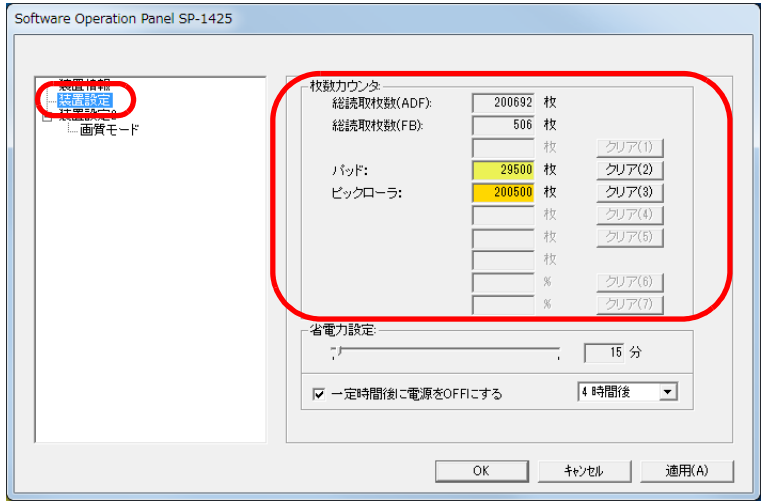 Software Operation Panel SP-1425
装置情報
装置設定
装置設定2
画質モード
枚数カウンタ
総読取枚数(ADF): 200692 枚
総読取枚数(FB): 506 枚
枚 クリア(1)
パッド: 29500 枚 クリア(2)
ピックローラ: 200500 枚 クリア(3)
枚 クリア(4)
枚 クリア(5)
枚
% クリア(6)
% クリア(7)
省電力設定
15 分
一定時間後に電源をOFFにする 4 時間後
OK キャンセル 適用(A)